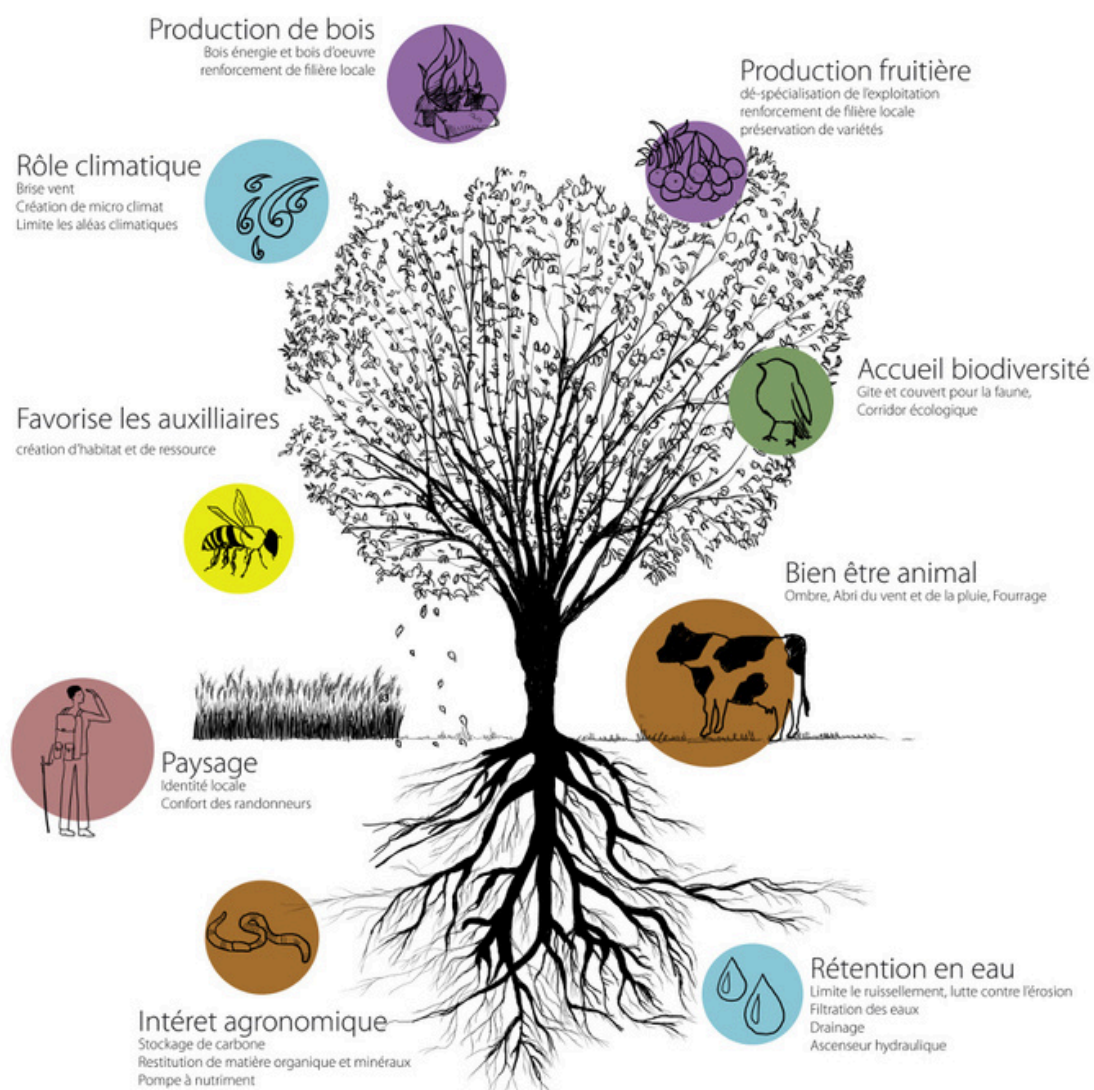 Production de bois
Bois énergie et bois d'oeuvre
renforcement de filière locale
Production fruitière
dé-spécialisation de l'exploitation
renforcement de filière locale
préservation de variétés
Rôle climatique
Brise vent
Création de micro climat
Limite les aléas climatiques
Accueil biodiversité
Gite et couvert pour la faune,
Corridor écologique
Favorise les auxilliaires
création d'habitat et de ressource
Bien être animal
Ombre, Abri du vent et de la pluie, Fourrage
Paysage
Identité locale
Confort des randonneurs
Intéret agronomique
Stockage de carbone
Restitution de matière organique et minéraux
Pompe à nutriment
Rétention en eau
Limite le ruissellement, lutte contre l'érosion
Filtration des eaux
Drainage
Ascenseur hydraulique